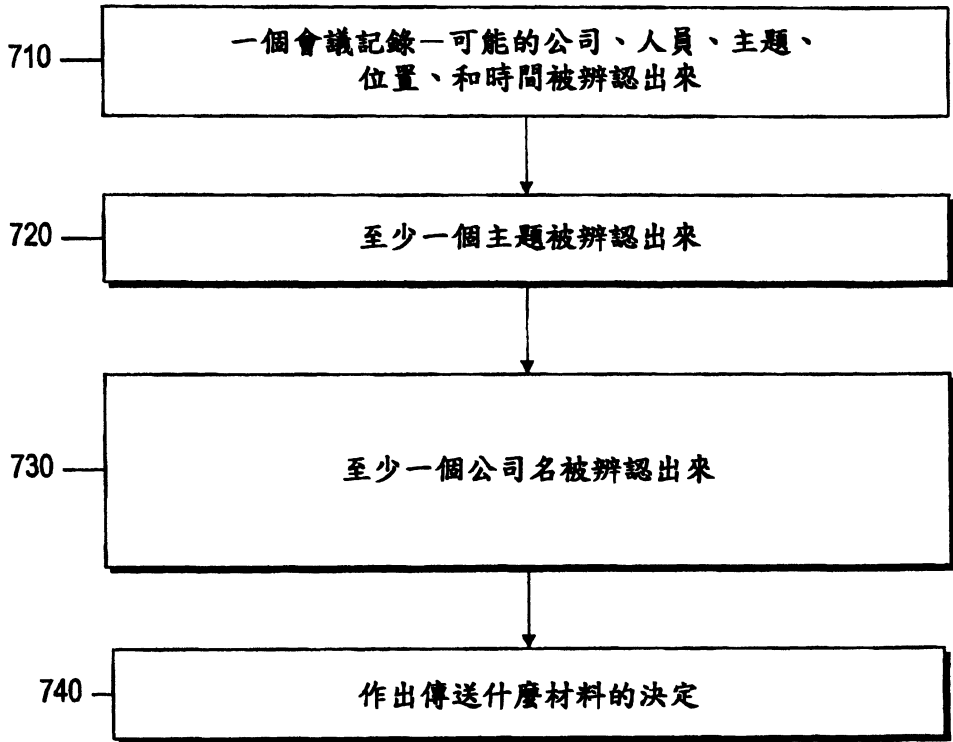 710
一個會議記錄－可能的公司、人員、主題、
位置、和時間被辨認出來
720
至少一個主題被辨認出來
730
至少一個公司名被辨認出來
740
作出傳送什麼材料的決定